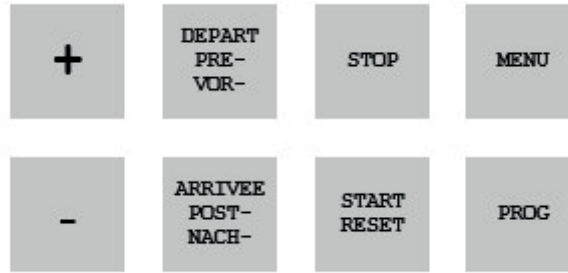 +
DEPART
PRE-
VOR-
STOP
MENU
-
ARRIVEE
POST-
NACH-
START
RESET
PROG